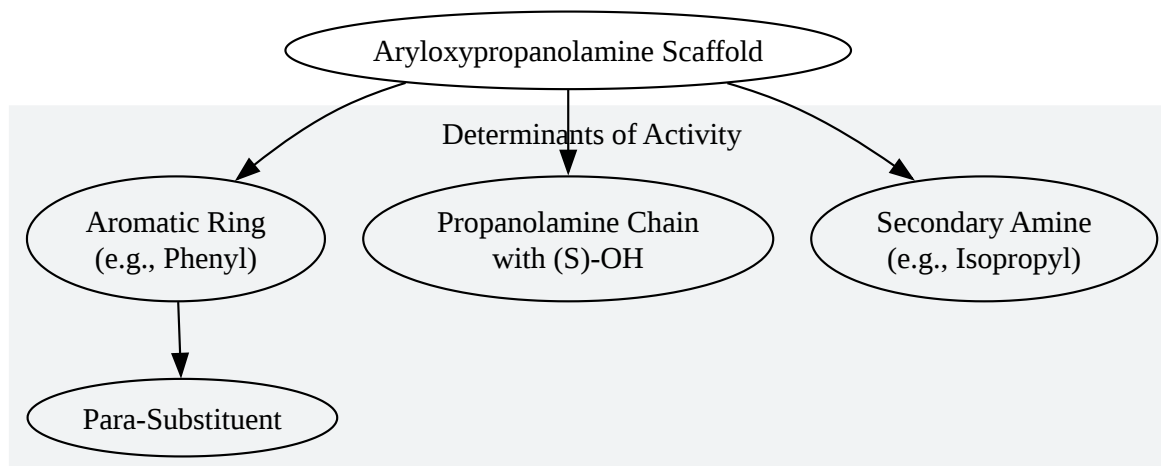 Aryloxypropanolamine Scaffold
Determinants of Activity
Aromatic Ring
(e.g., Phenyl)
Propanolamine Chain
with (S)-OH
Secondary Amine
(e.g., Isopropyl)
Para-Substituent